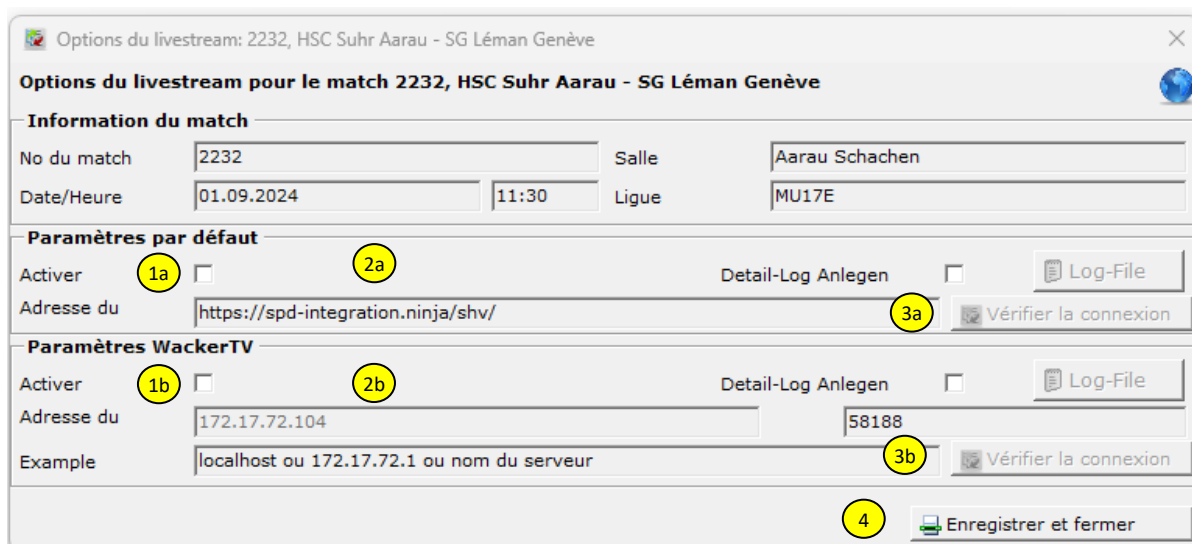 Options du livestream: 2232, HSC Suhr Aarau - SG Léman Genève
Options du livestream pour le match 2232, HSC Suhr Aarau - SG Léman Genève
Information du match
No du match 2232 Salle Aarau Schachen
Date/Heure 01.09.2024 11:30 Ligue MU17E
Paramètres par défaut
Activer 1a 2a Detail-Log Anlegen Log-File
Adresse du https://spd-integration.ninja/shv/ 3a Vérifier la connexion
Paramètres WackerTV
Activer 1b 2b Detail-Log Anlegen Log-File
Adresse du 172.17.72.104 58188
Example localhost ou 172.17.72.1 ou nom du serveur 3b Vérifier la connexion
4 Enregistrer et fermer